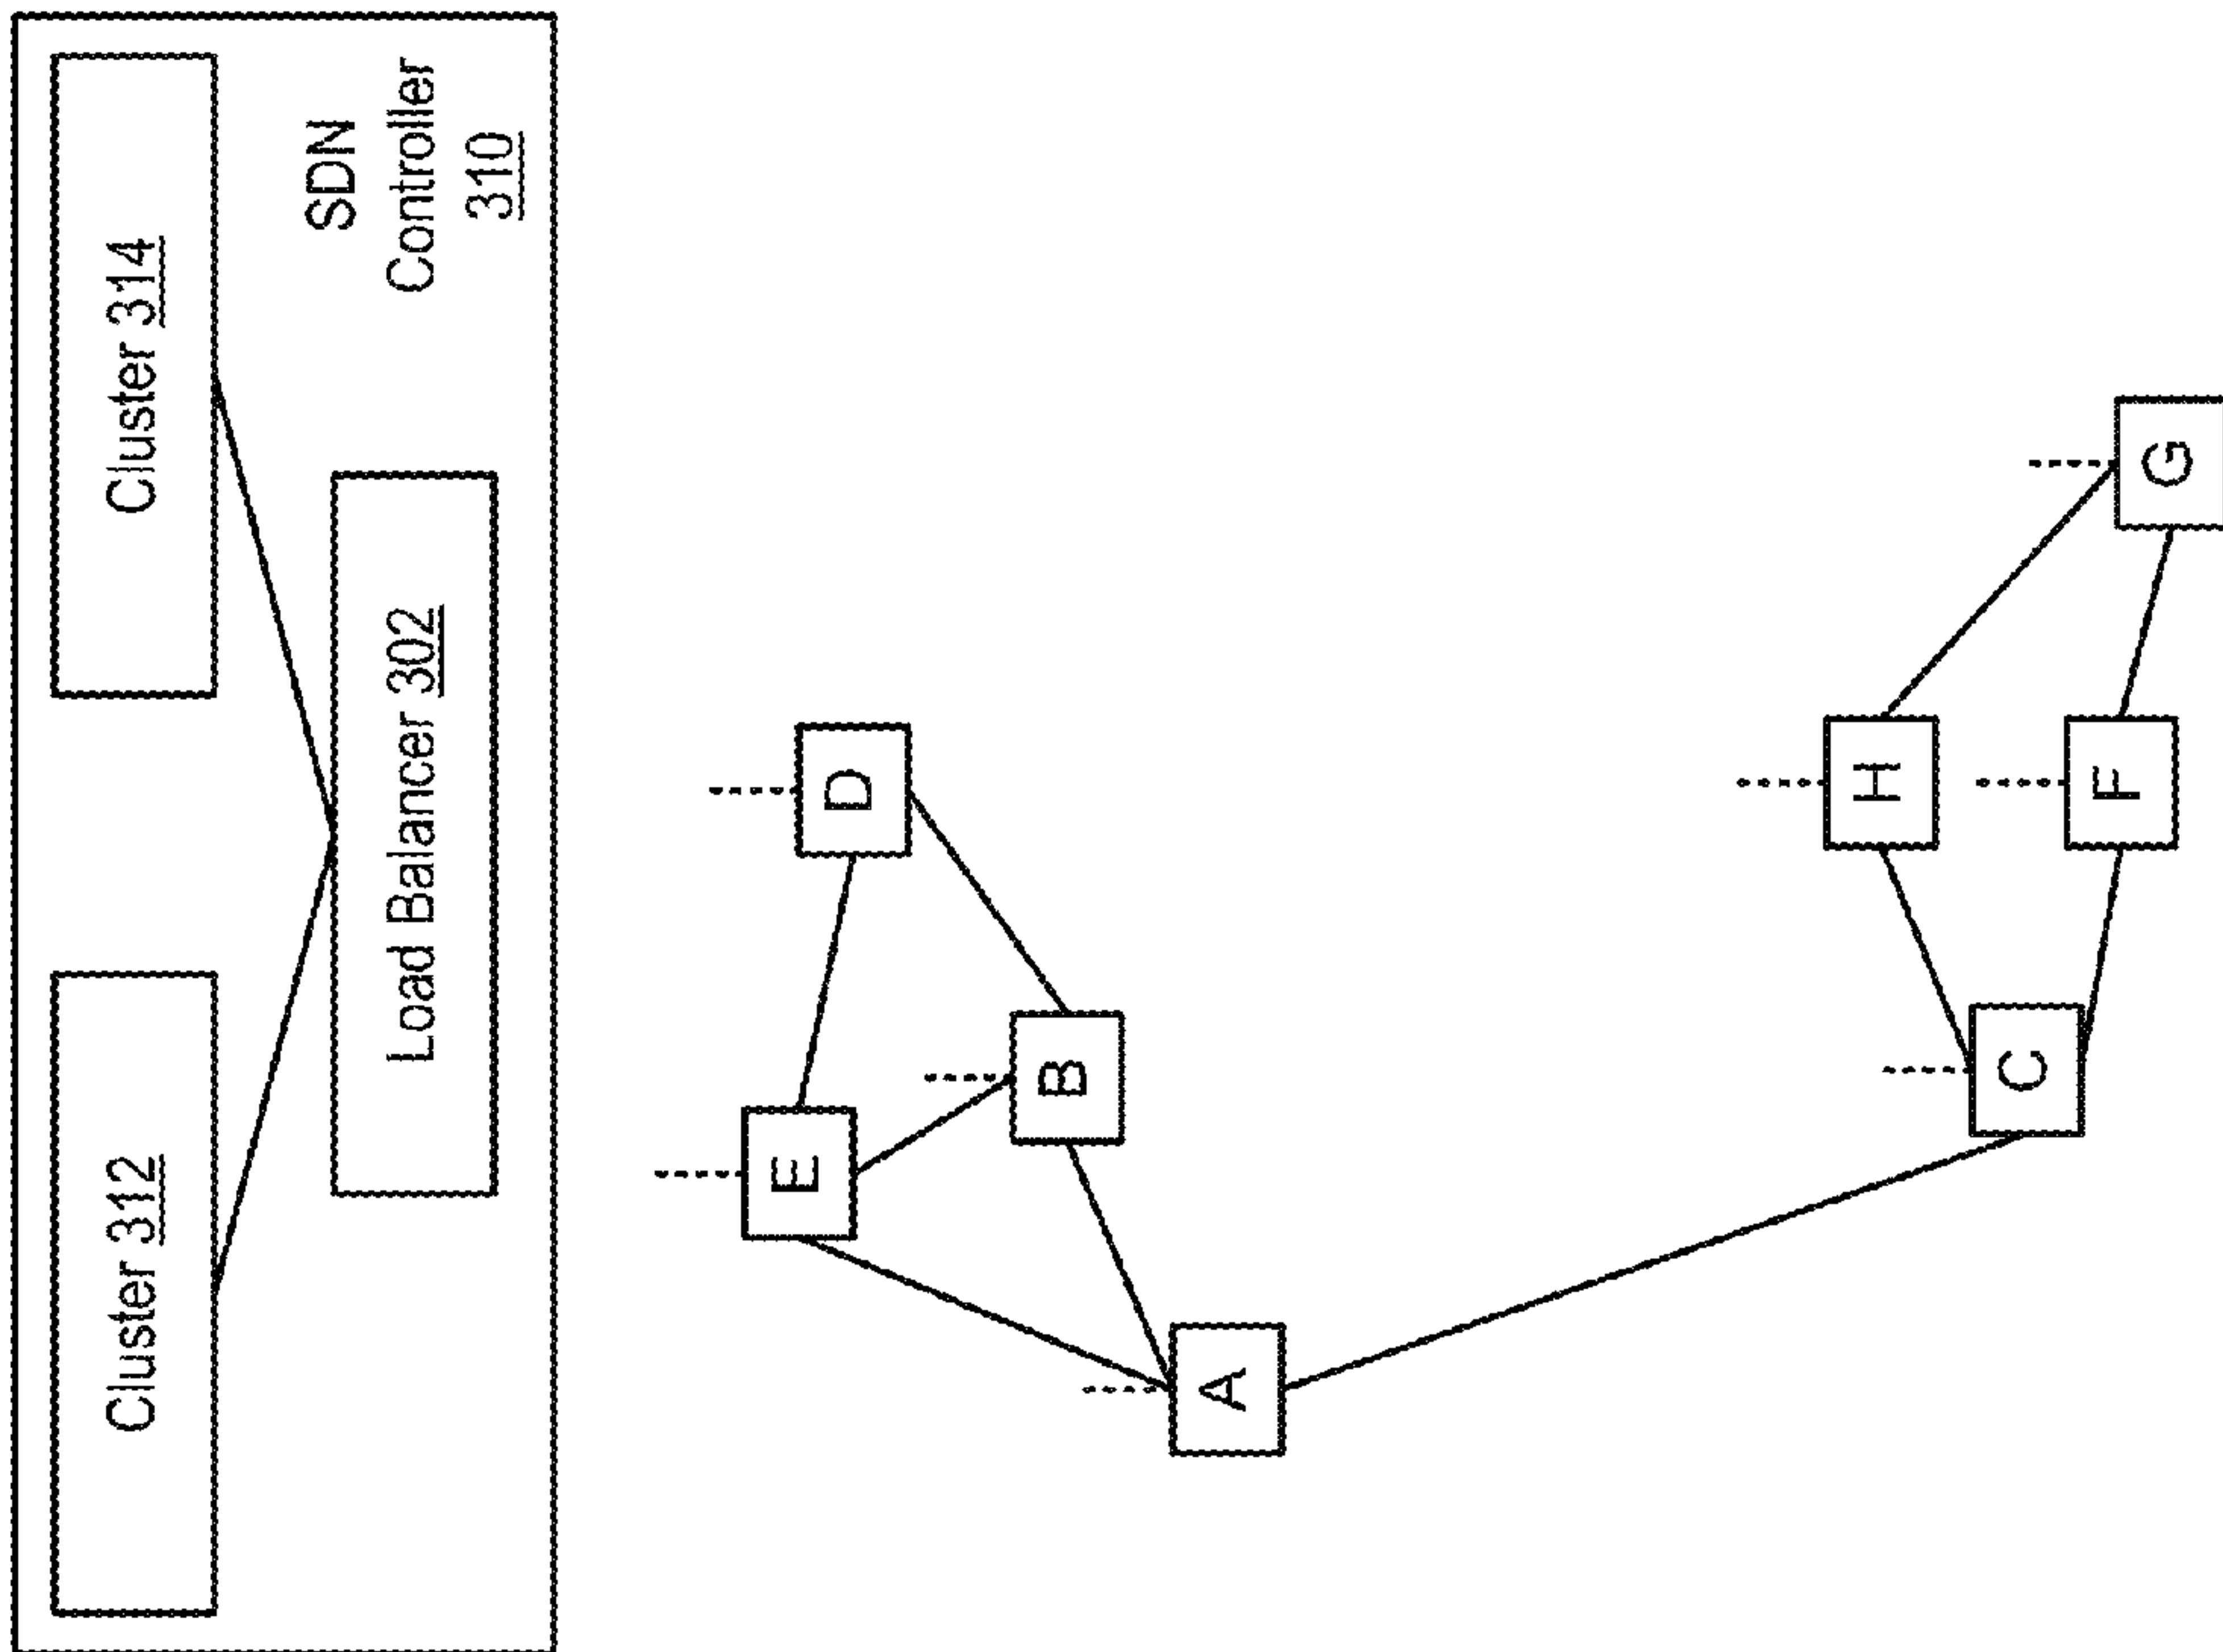 Cluster 312
Cluster 314
Load Balancer 302
SDN
Controller
310
E
D
B
A
H
F
C
G